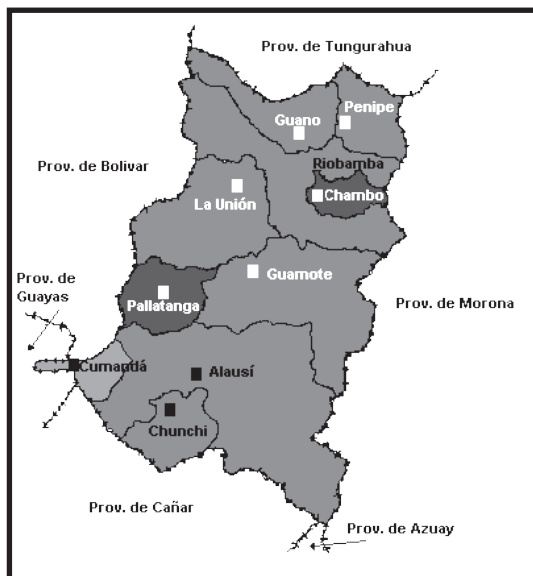 Prov. de Tungurahua
Penipe
Guano
Prov. de Bolivar
Riobamba
Chambo
La Unión
Guamote
Prov. de
Guayas
Prov. de Morona
Pallatanga
Cumandá
Alausí
Chunchi
Prov. de Cañar
Prov. de Azuay